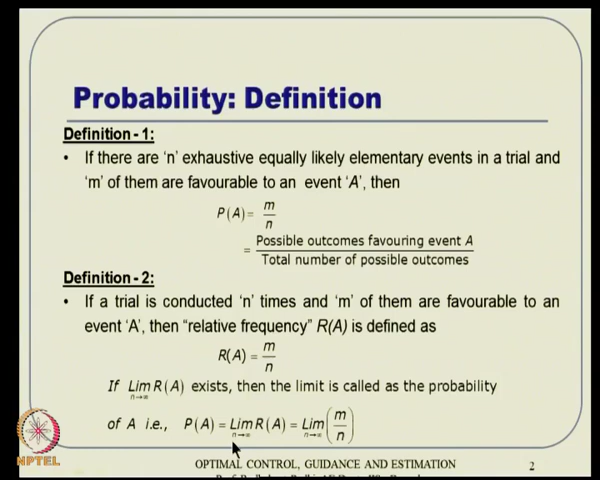 Probability: Definition
Definition - 1:
• If there are 'n' exhaustive equally likely elementary events in a trial and
'm' of them are favourable to an event 'A', then
P(A) = m/n
= Possible outcomes favouring event A / Total number of possible outcomes
Definition - 2:
• If a trial is conducted 'n' times and 'm' of them are favourable to an
event 'A', then "relative frequency" R(A) is defined as
R(A) = m/n
If Lim n→∞ R(A) exists, then the limit is called as the probability
of A i.e., P(A) = Lim n→∞ R(A) = Lim n→∞ (m/n)
NPTEL
OPTIMAL CONTROL, GUIDANCE AND ESTIMATION
2